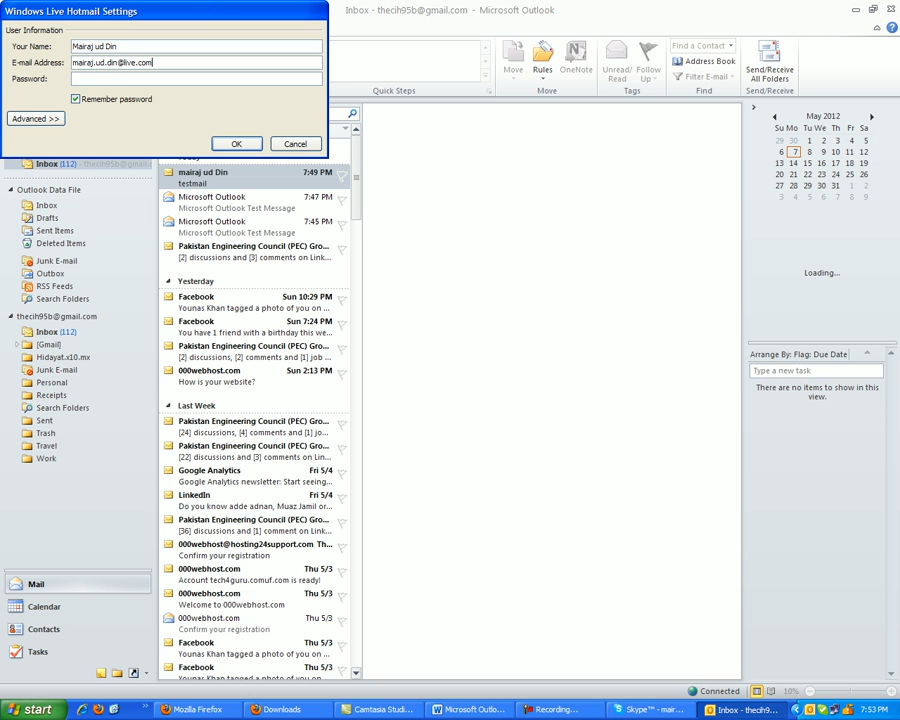 Windows Live Hotmail Settings
User Information
Your Name: Mairaj ud Din
E-mail Address: mairaj.ud.din@live.com
Password:
Remember password
Advanced >>
OK
Cancel
Inbox - thecih95b@gmail.com - Microsoft Outlook
Move
Rules
OneNote
Unread/
Read
Follow
Up
Find a Contact
Address Book
Filter E-mail
Send/Receive
All Folders
Quick Steps
Move
Tags
Find
Send/Receive
Inbox (112) - thecih95b@gmail.c
Outlook Data File
Inbox
Drafts
Sent Items
Deleted Items
Junk E-mail
Outbox
RSS Feeds
Search Folders
thecih95b@gmail.com
Inbox (112)
[Gmail]
Hidayat.x10.mx
Junk E-mail
Personal
Receipts
Search Folders
Sent
Trash
Travel
Work
Mail
Calendar
Contacts
Tasks
mairaj ud Din 7:49 PM
testmail
Microsoft Outlook 7:47 PM
Microsoft Outlook Test Message
Microsoft Outlook 7:45 PM
Microsoft Outlook Test Message
Pakistan Engineering Council (PEC) Gro...
[2] discussions and [3] comments on Link...
Yesterday
Facebook Sun 10:29 PM
Younas Khan tagged a photo of you on ...
Facebook Sun 7:24 PM
You have 1 friend with a birthday this we...
Pakistan Engineering Council (PEC) Gro...
[2] discussions, [2] comments and [1] job ...
000webhost.com Sun 2:13 PM
How is your website?
Last Week
Pakistan Engineering Council (PEC) Gro...
[24] discussions, [4] comments and [1] jo...
Pakistan Engineering Council (PEC) Gro...
[22] discussions and [3] comments on Lin...
Google Analytics Fri 5/4
Google Analytics newsletter: Start seeing...
LinkedIn Fri 5/4
Do you know adde adnan, Muaz Jamil or...
Pakistan Engineering Council (PEC) Gro...
[36] discussions and [1] comment on Link...
000webhost@hosting24support.com Th...
Confirm your registration
000webhost.com Thu 5/3
Account tech4guru.comuf.com is ready!
000webhost.com Thu 5/3
Welcome to 000webhost.com
000webhost.com Thu 5/3
Confirm your registration
Facebook Thu 5/3
Younas Khan tagged a photo of you on ...
Facebook Thu 5/3
May 2012
Su Mo Tu We Th Fr Sa
29 30 1 2 3 4 5
6 7 8 9 10 11 12
13 14 15 16 17 18 19
20 21 22 23 24 25 26
27 28 29 30 31 1 2
3 4 5 6 7 8 9
Loading...
Arrange By: Flag: Due Date
Type a new task
There are no items to show in this
view.
Connected
10%
start
Mozilla Firefox
Downloads
Camtasia Studi...
Microsoft Outlo...
Recording...
Skype™ - mair...
Inbox - thech9...
7:53 PM